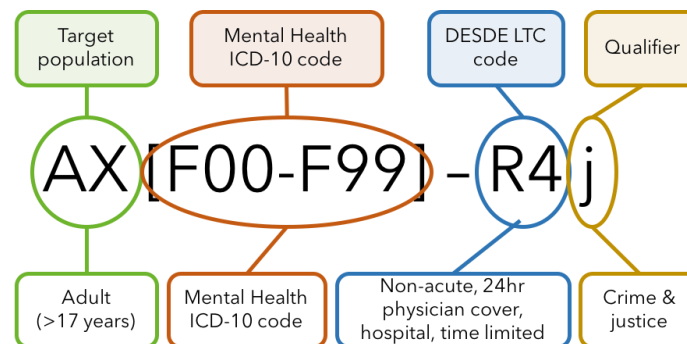 Target
population
Mental Health
ICD-10 code
DESDE LTC
code
Qualifier
AX [F00-F99] – R4 j
Adult
(>17 years)
Mental Health
ICD-10 code
Non-acute, 24hr
physician cover,
hospital, time limited
Crime &
justice